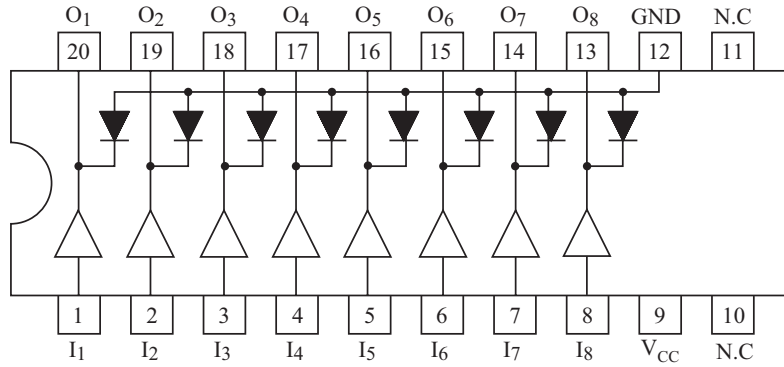 O1 O2 O3 O4 O5 O6 O7 O8 GND N.C
20 19 18 17 16 15 14 13 12 11
1 2 3 4 5 6 7 8 9 10
I1 I2 I3 I4 I5 I6 I7 I8 VCC N.C